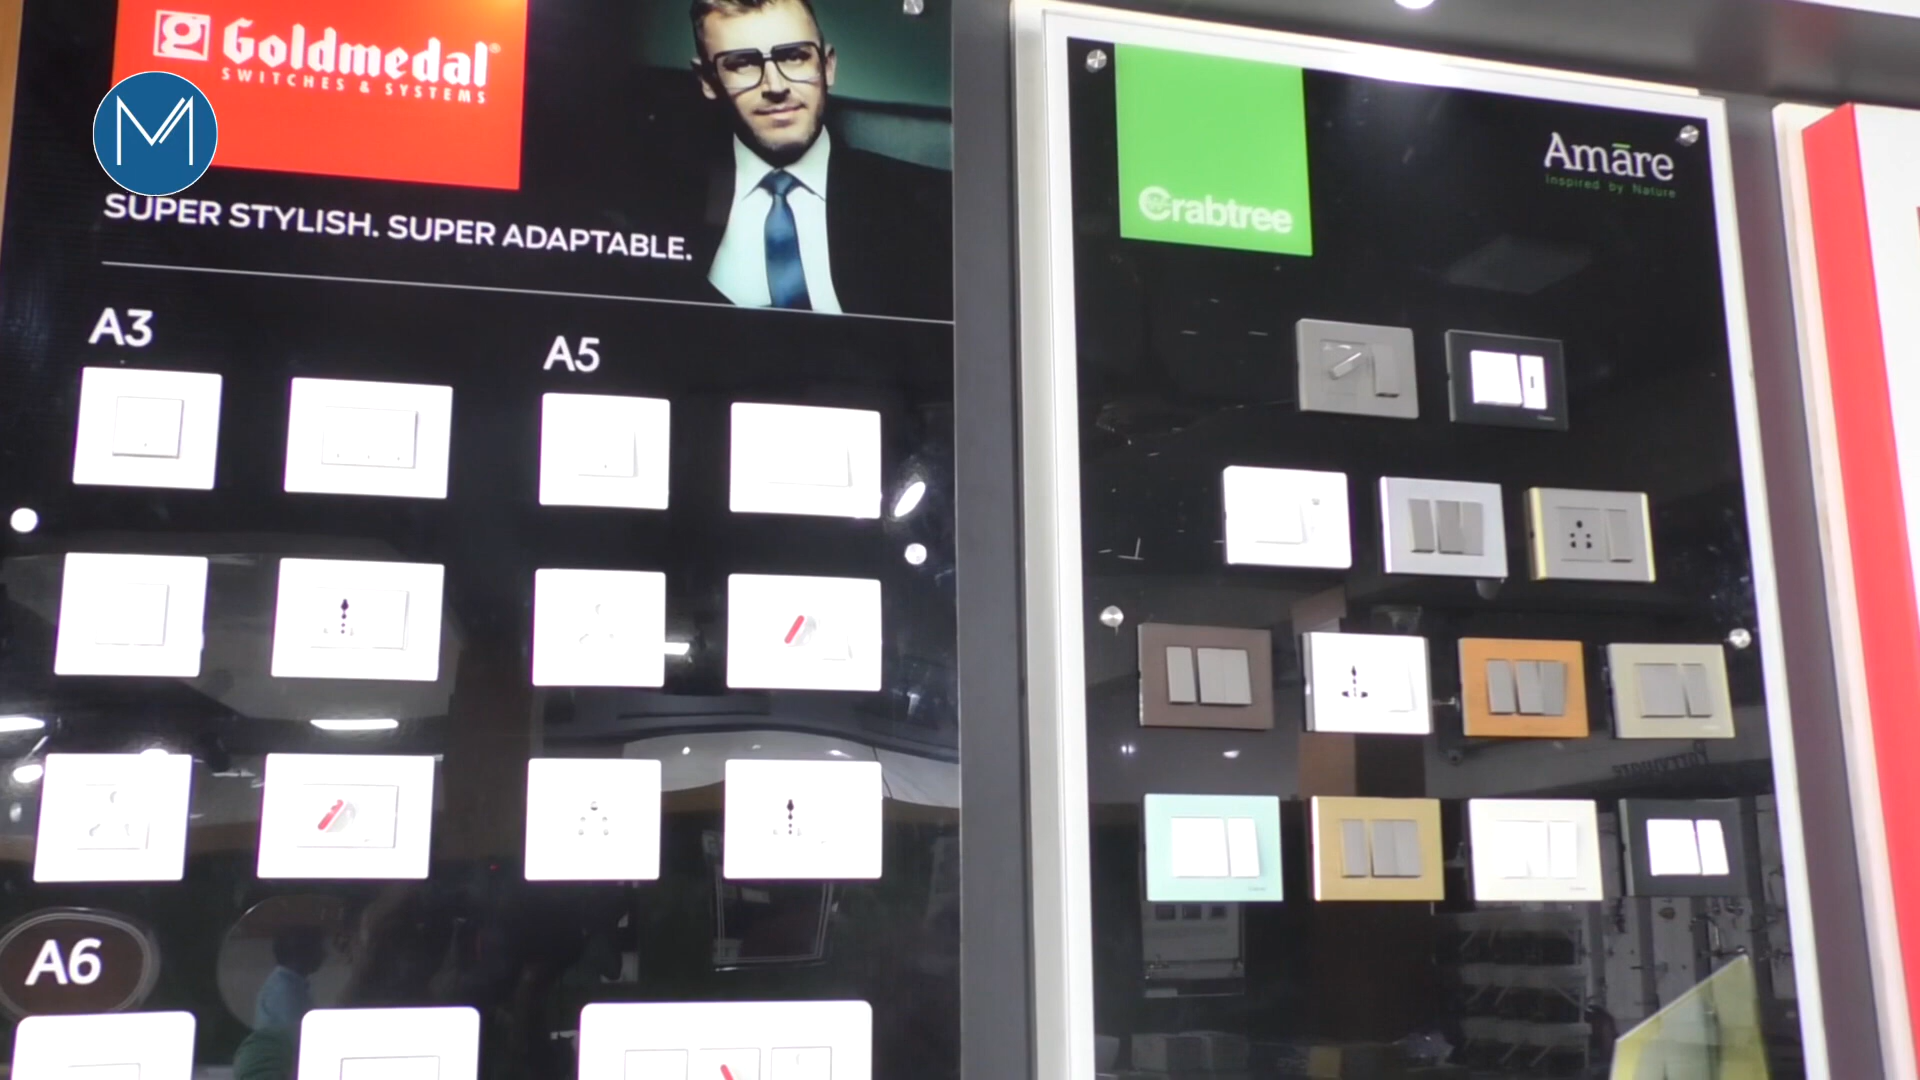 Goldmedal®
SWITCHES & SYSTEMS
M
SUPER STYLISH. SUPER ADAPTABLE.
A3
A5
A6
Crabtree
Amāre
Inspired by Nature